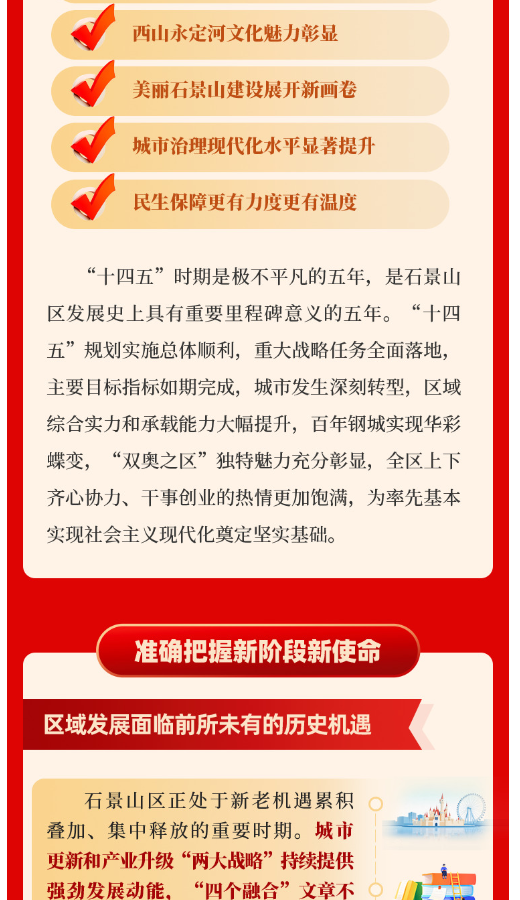 西山永定河文化魅力彰显
美丽石景山建设展开新画卷
城市治理现代化水平显著提升
民生保障更有力度更有温度
“十四五”时期是极不平凡的五年，是石景山
区发展史上具有重要里程碑意义的五年。“十四
五”规划实施总体顺利，重大战略任务全面落地，
主要目标指标如期完成，城市发生深刻转型，区域
综合实力和承载能力大幅提升，百年钢城实现华彩
蝶变，“双奥之区”独特魅力充分彰显，全区上下
齐心协力、干事创业的热情更加饱满，为率先基本
实现社会主义现代化奠定坚实基础。
准确把握新阶段新使命
区域发展面临前所未有的历史机遇
石景山区正处于新老机遇累积
叠加、集中释放的重要时期。城市
更新和产业升级“两大战略”持续提供
强劲发展动能，“四个融合”文章不